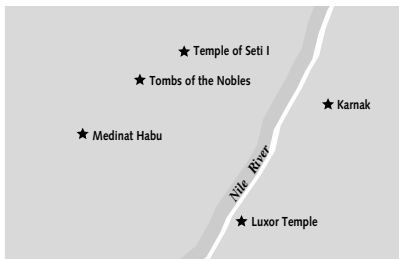 Temple of Seti I
Tombs of the Nobles
Karnak
Medinat Habu
Nile River
Luxor Temple